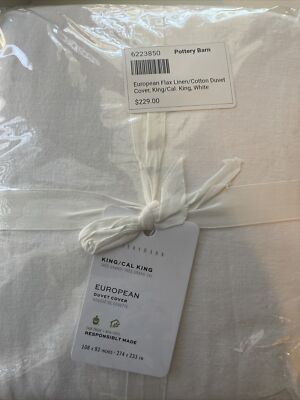 6223850 Pottery Barn
European Flax Linen/Cotton Duvet
Cover, King/Cal. King, White
$229.00
KING/CAL KING
EUROPEAN
DUVET COVER
RESPONSIBLY MADE
108 x 92 INCHES • 274 x 233 CM